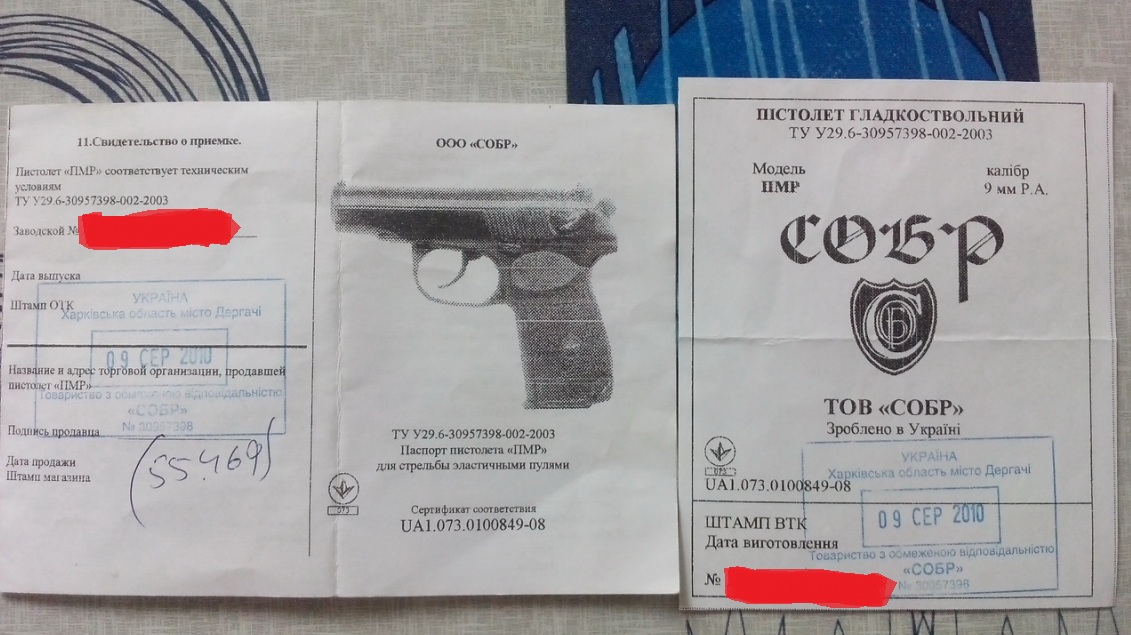 11.Свидетельство о приемке.
Пистолет «ПМР» соответствует техническим
условиям
ТУ У29.6-30957398-002-2003
Заводской №
Дата выпуска
Штамп ОТК
УКРАЇНА
Харківська область місто Дергачі
09 СЕР 2010
Товариство з обмеженою відповідальністю
«СОБР»
№ 30957398
Название и адрес торговой организации, продавшей
пистолет «ПМР»
Подпись продавца
(55469)
Дата продажи
Штамп магазина
ООО «СОБР»
ТУ У29.6-30957398-002-2003
Паспорт пистолета «ПМР»
для стрельбы эластичными пулями
073
Сертификат соответствия
UA1.073.0100849-08
ПІСТОЛЕТ ГЛАДКОСТВОЛЬНИЙ
ТУ У29.6-30957398-002-2003
Модель калібр
ПМР 9 мм Р.А.
СОБР
ТОВ «СОБР»
Зроблено в Україні
073
UA1.073.0100849-08
УКРАЇНА
Харківська область місто Дергачі
09 СЕР 2010
Товариство з обмеженою відповідальністю
«СОБР»
№ 30957398
ШТАМП ВТК
Дата виготовлення
№